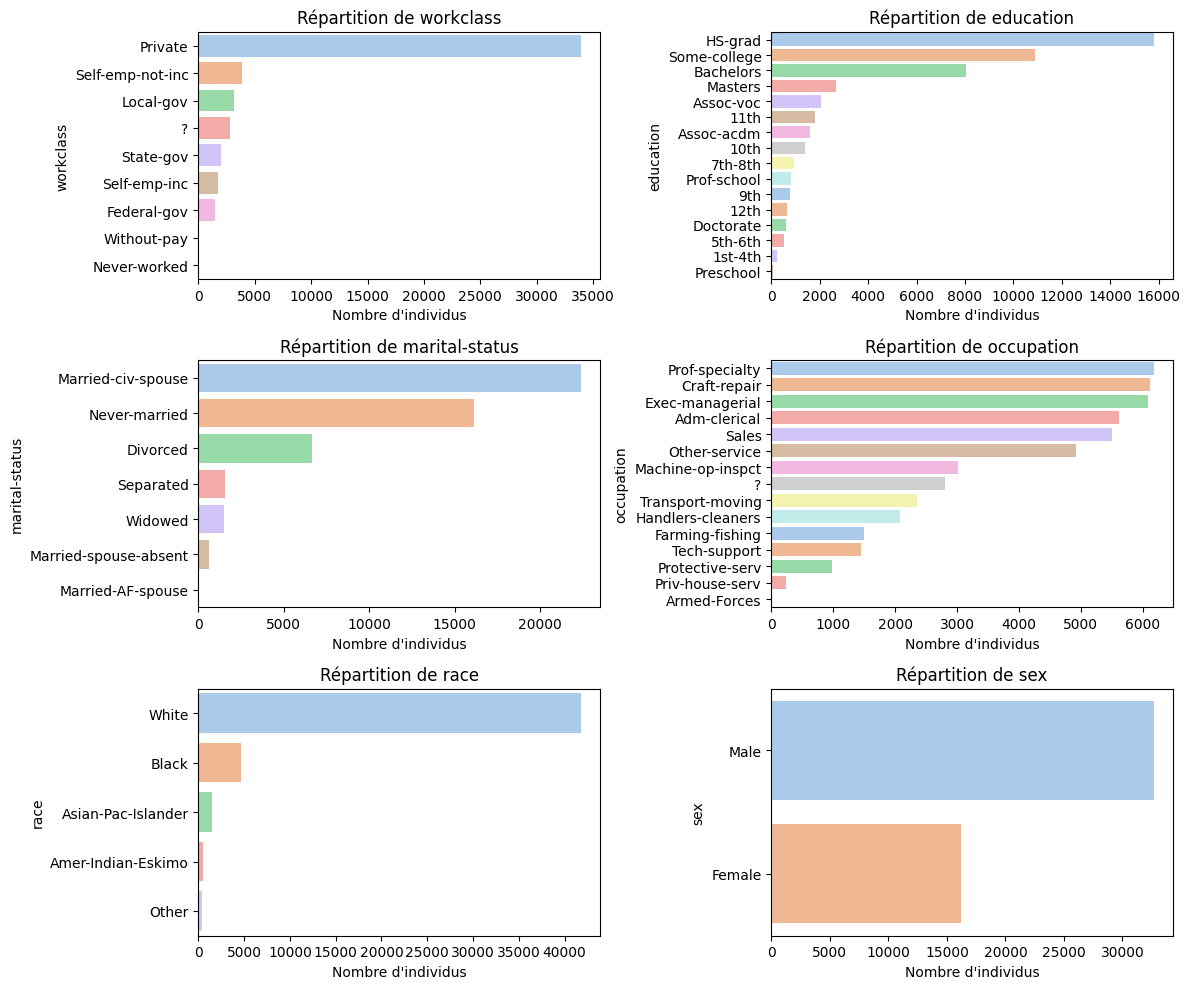 Répartition de workclass
workclass
Private
Self-emp-not-inc
Local-gov
?
State-gov
Self-emp-inc
Federal-gov
Without-pay
Never-worked
0 5000 10000 15000 20000 25000 30000 35000
Nombre d'individus
Répartition de education
education
HS-grad
Some-college
Bachelors
Masters
Assoc-voc
11th
Assoc-acdm
10th
7th-8th
Prof-school
9th
12th
Doctorate
5th-6th
1st-4th
Preschool
0 2000 4000 6000 8000 10000 12000 14000 16000
Nombre d'individus
Répartition de marital-status
marital-status
Married-civ-spouse
Never-married
Divorced
Separated
Widowed
Married-spouse-absent
Married-AF-spouse
0 5000 10000 15000 20000
Nombre d'individus
Répartition de occupation
occupation
Prof-specialty
Craft-repair
Exec-managerial
Adm-clerical
Sales
Other-service
Machine-op-inspct
?
Transport-moving
Handlers-cleaners
Farming-fishing
Tech-support
Protective-serv
Priv-house-serv
Armed-Forces
0 1000 2000 3000 4000 5000 6000
Nombre d'individus
Répartition de race
race
White
Black
Asian-Pac-Islander
Amer-Indian-Eskimo
Other
0 5000 10000 15000 20000 25000 30000 35000 40000
Nombre d'individus
Répartition de sex
sex
Male
Female
0 5000 10000 15000 20000 25000 30000
Nombre d'individus